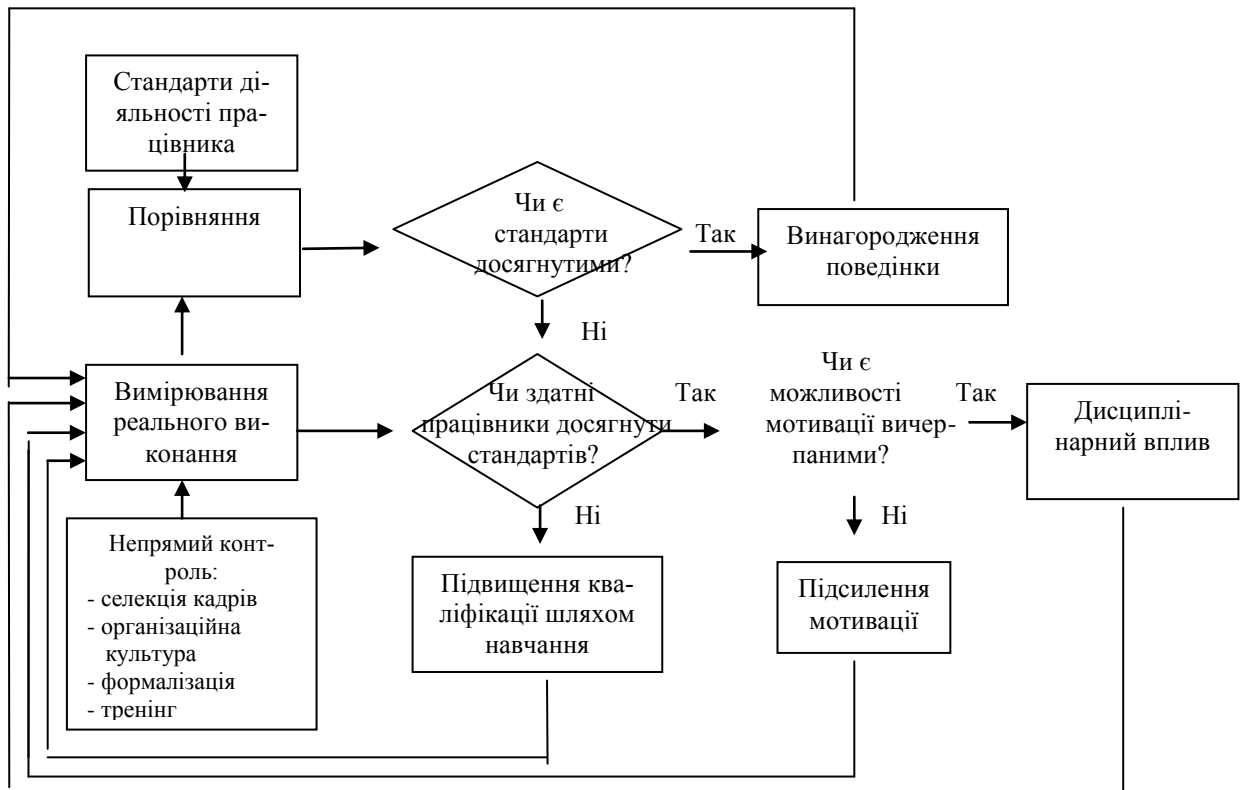 Стандарти ді-
яльності пра-
цівника
Порівняння
Чи є
стандарти
досягнутими?
Так
Винагородження
поведінки
Ні
Вимірювання
реального ви-
конання
Чи здатні
працівники досягнути
стандартів?
Так
Чи є
можливості
мотивації вичер-
паними?
Так
Дисциплі-
нарний вплив
Ні
Ні
Непрямий конт-
роль:
- селекція кадрів
- організаційна
культура
- формалізація
- тренінг
Підвищення ква-
ліфікації шляхом
навчання
Підсилення
мотивації